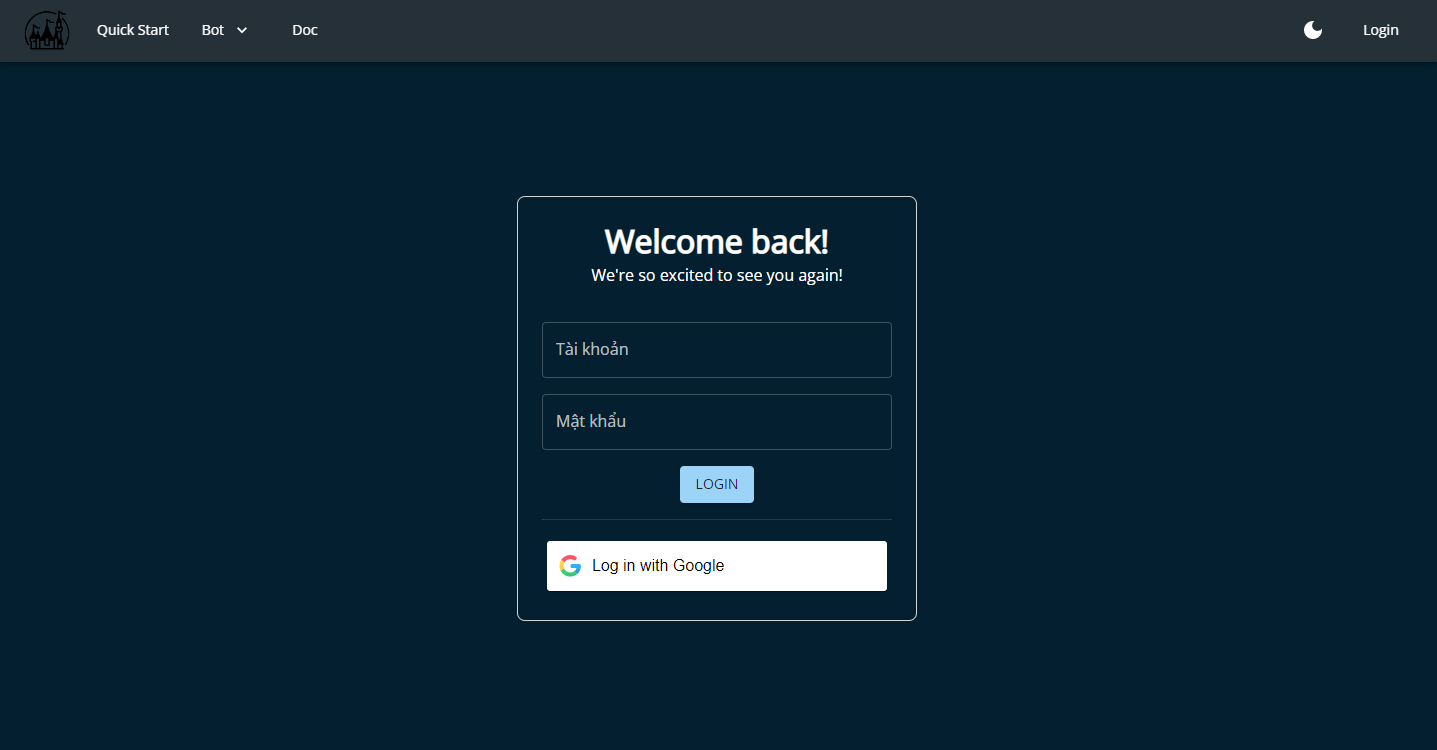 Quick Start Bot Doc Login
Welcome back!
We're so excited to see you again!
Tài khoản
Mật khẩu
LOGIN
Log in with Google